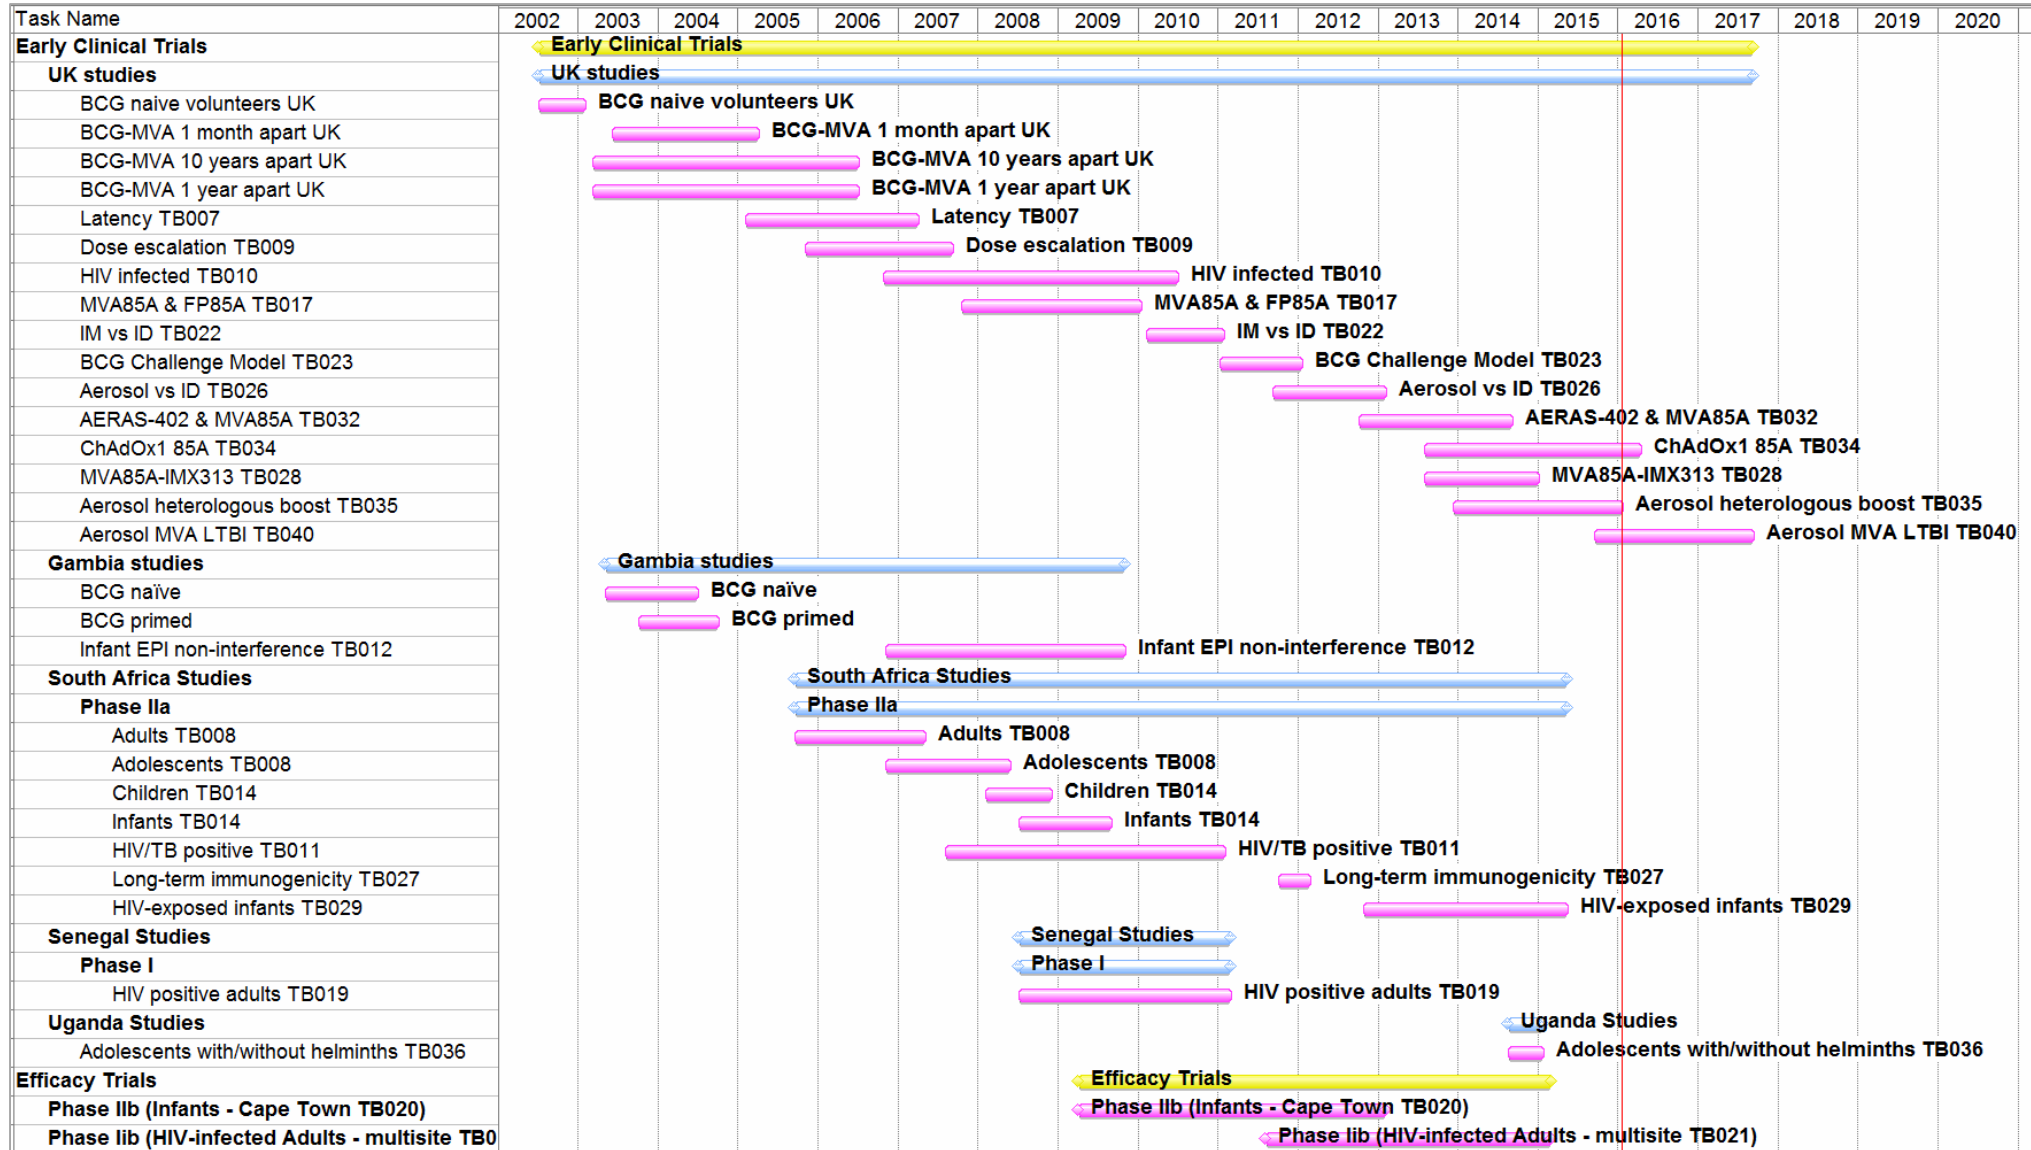 Task Name 2002 2003 2004 2005 2006 2007 2008 2009 2010 2011 2012 2013 2014 2015 2016 2017 2018 2019 2020
Early Clinical Trials Early Clinical Trials
UK studies UK studies
BCG naive volunteers UK BCG naive volunteers UK
BCG-MVA 1 month apart UK BCG-MVA 1 month apart UK
BCG-MVA 10 years apart UK BCG-MVA 10 years apart UK
BCG-MVA 1 year apart UK BCG-MVA 1 year apart UK
Latency TB007 Latency TB007
Dose escalation TB009 Dose escalation TB009
HIV infected TB010 HIV infected TB010
MVA85A & FP85A TB017 MVA85A & FP85A TB017
IM vs ID TB022 IM vs ID TB022
BCG Challenge Model TB023 BCG Challenge Model TB023
Aerosol vs ID TB026 Aerosol vs ID TB026
AERAS-402 & MVA85A TB032 AERAS-402 & MVA85A TB032
ChAdOx1 85A TB034 ChAdOx1 85A TB034
MVA85A-IMX313 TB028 MVA85A-IMX313 TB028
Aerosol heterologous boost TB035 Aerosol heterologous boost TB035
Aerosol MVA LTBI TB040 Aerosol MVA LTBI TB040
Gambia studies Gambia studies
BCG naïve BCG naïve
BCG primed BCG primed
Infant EPI non-interference TB012 Infant EPI non-interference TB012
South Africa Studies South Africa Studies
Phase IIa Phase IIa
Adults TB008 Adults TB008
Adolescents TB008 Adolescents TB008
Children TB014 Children TB014
Infants TB014 Infants TB014
HIV/TB positive TB011 HIV/TB positive TB011
Long-term immunogenicity TB027 Long-term immunogenicity TB027
HIV-exposed infants TB029 HIV-exposed infants TB029
Senegal Studies Senegal Studies
Phase I Phase I
HIV positive adults TB019 HIV positive adults TB019
Uganda Studies Uganda Studies
Adolescents with/without helminths TB036 Adolescents with/without helminths TB036
Efficacy Trials Efficacy Trials
Phase IIb (Infants - Cape Town TB020) Phase IIb (Infants - Cape Town TB020)
Phase Iib (HIV-infected Adults - multisite TB0 Phase Iib (HIV-infected Adults - multisite TB021)